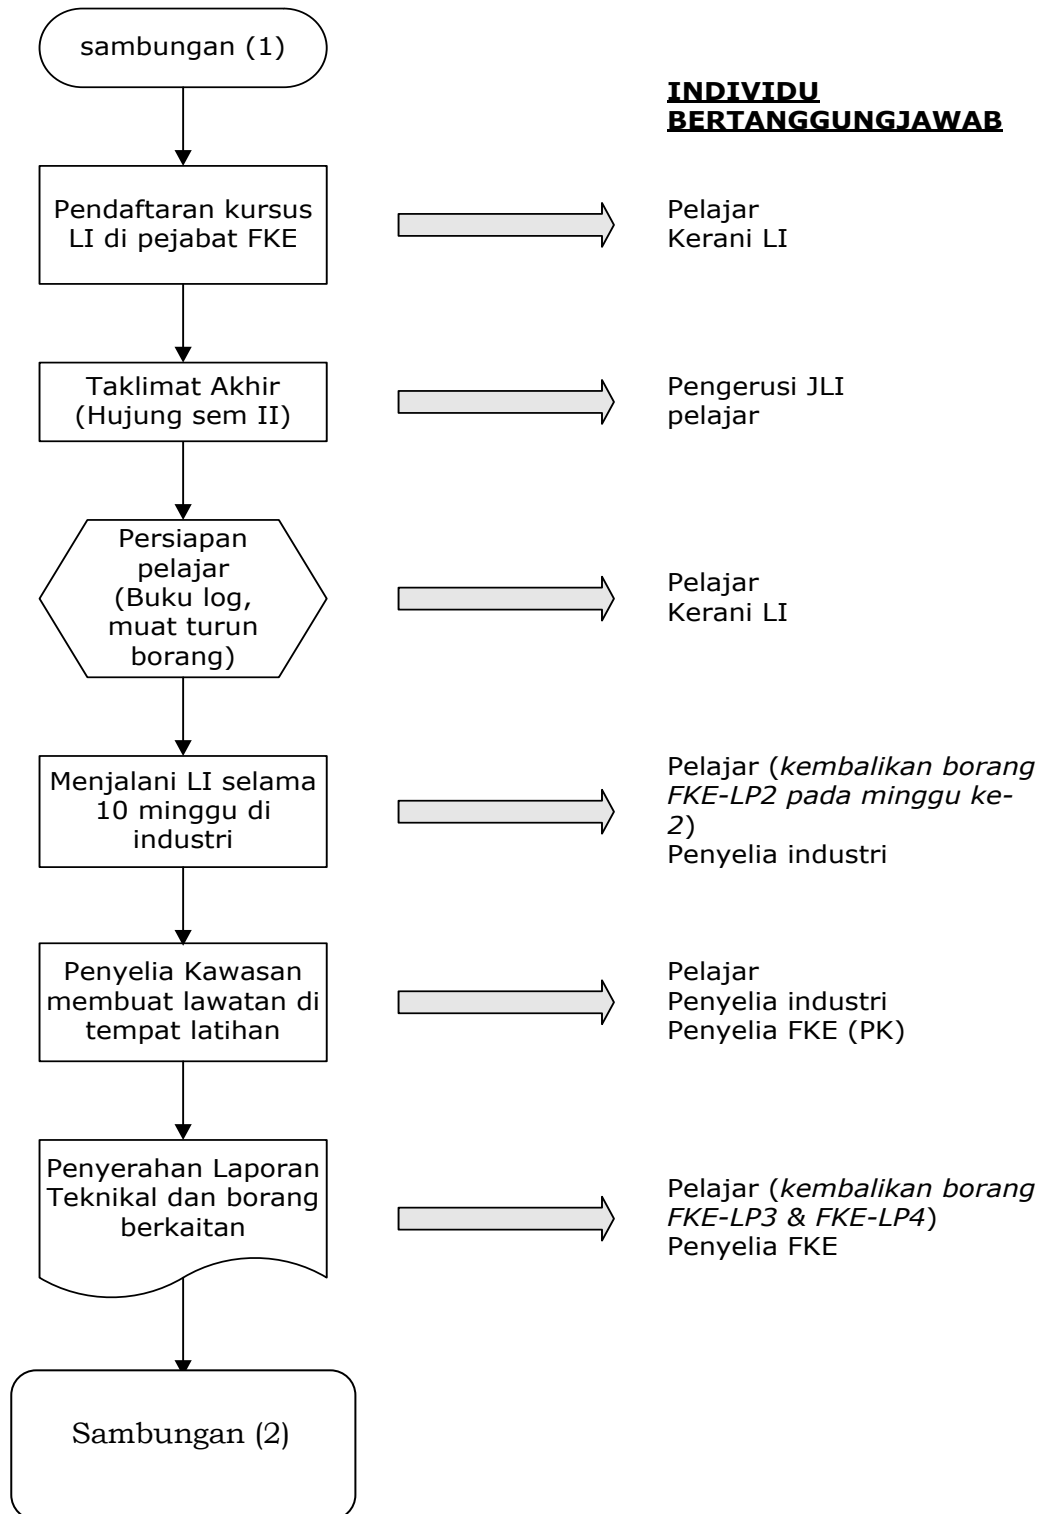 sambungan (1)
INDIVIDU
BERTANGGUNGJAWAB
Pendaftaran kursus
LI di pejabat FKE
Pelajar
Kerani LI
Taklimat Akhir
(Hujung sem II)
Pengerusi JLI
pelajar
Persiapan
pelajar
(Buku log,
muat turun
borang)
Pelajar
Kerani LI
Menjalani LI selama
10 minggu di
industri
Pelajar (kembalikan borang
FKE-LP2 pada minggu ke-
2)
Penyelia industri
Penyelia Kawasan
membuat lawatan di
tempat latihan
Pelajar
Penyelia industri
Penyelia FKE (PK)
Penyerahan Laporan
Teknikal dan borang
berkaitan
Pelajar (kembalikan borang
FKE-LP3 & FKE-LP4)
Penyelia FKE
Sambungan (2)